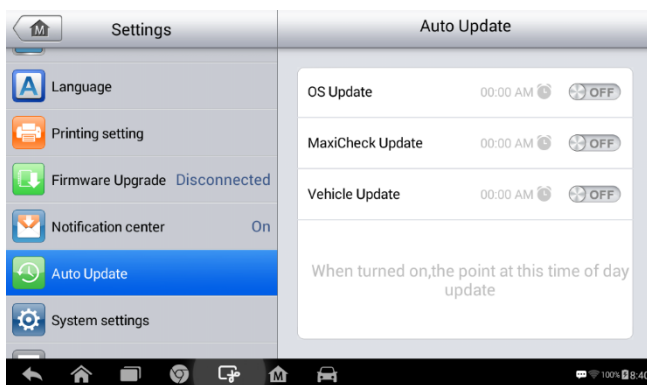 M Settings
Auto Update
A Language
Printing setting
Firmware Upgrade Disconnected
Notification center On
Auto Update
System settings
OS Update 00:00 AM OFF
MaxiCheck Update 00:00 AM OFF
Vehicle Update 00:00 AM OFF
When turned on,the point at this time of day
update
M 100% 8:40